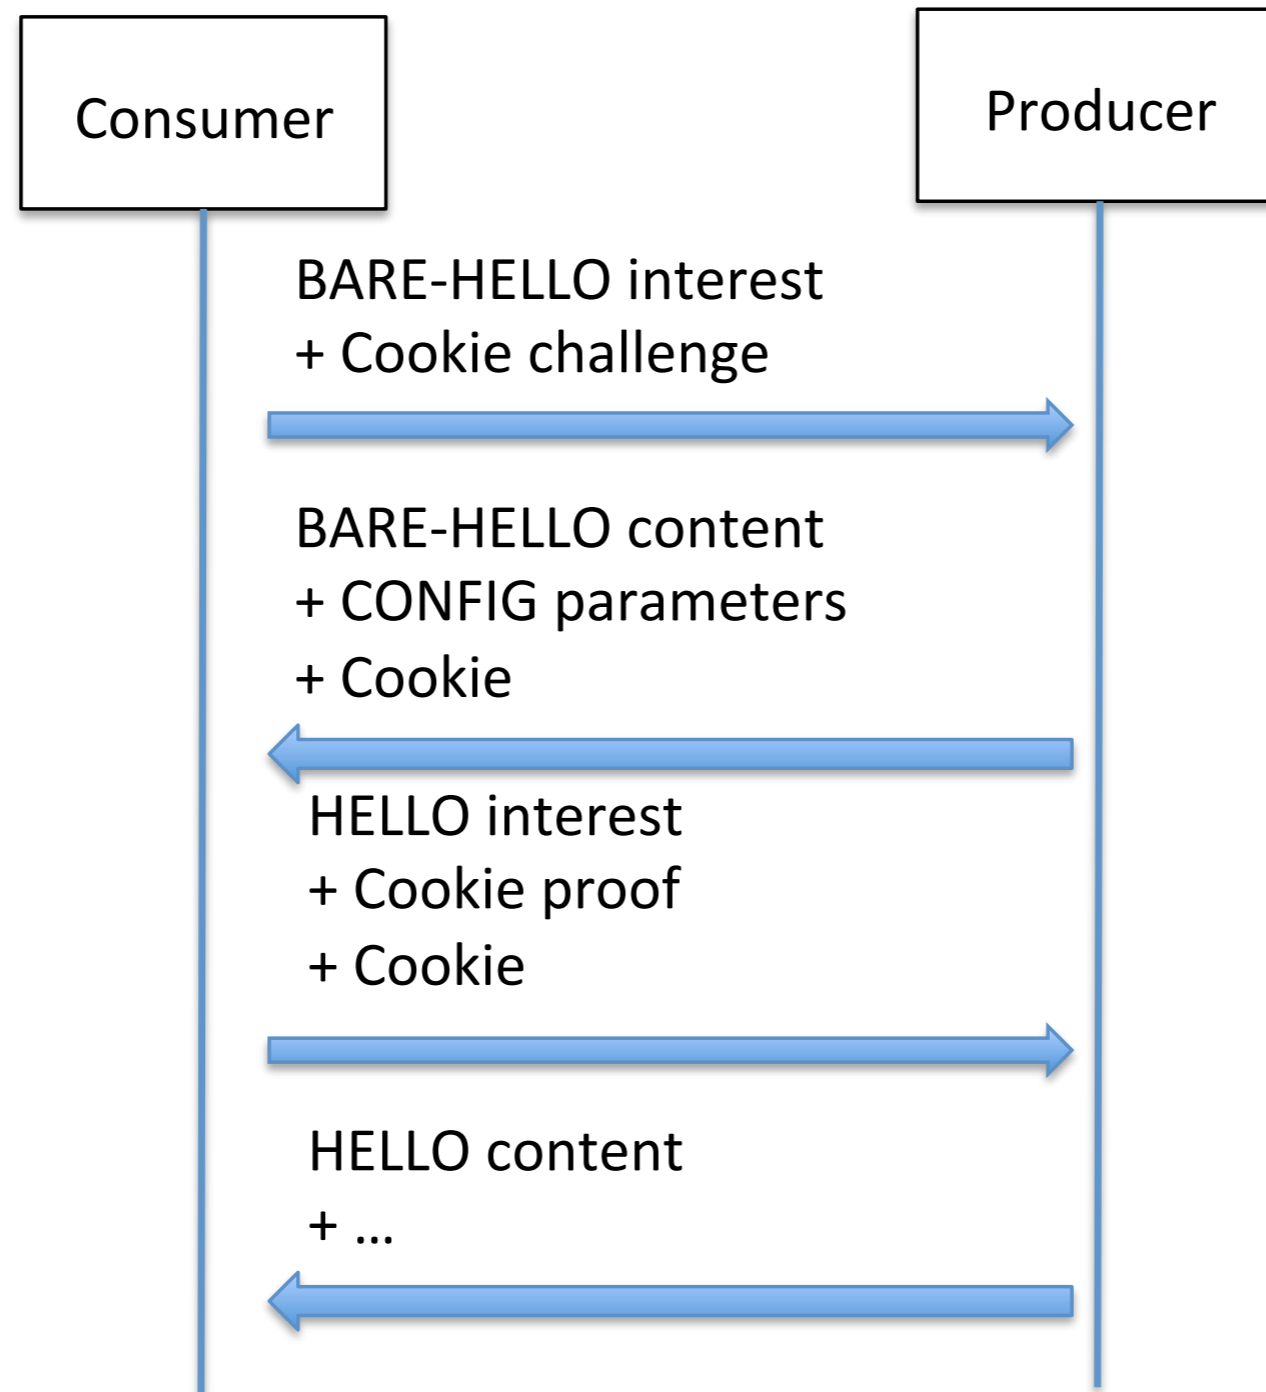 Consumer
Producer
BARE-HELLO interest
+ Cookie challenge
BARE-HELLO content
+ CONFIG parameters
+ Cookie
HELLO interest
+ Cookie proof
+ Cookie
HELLO content
+ ...